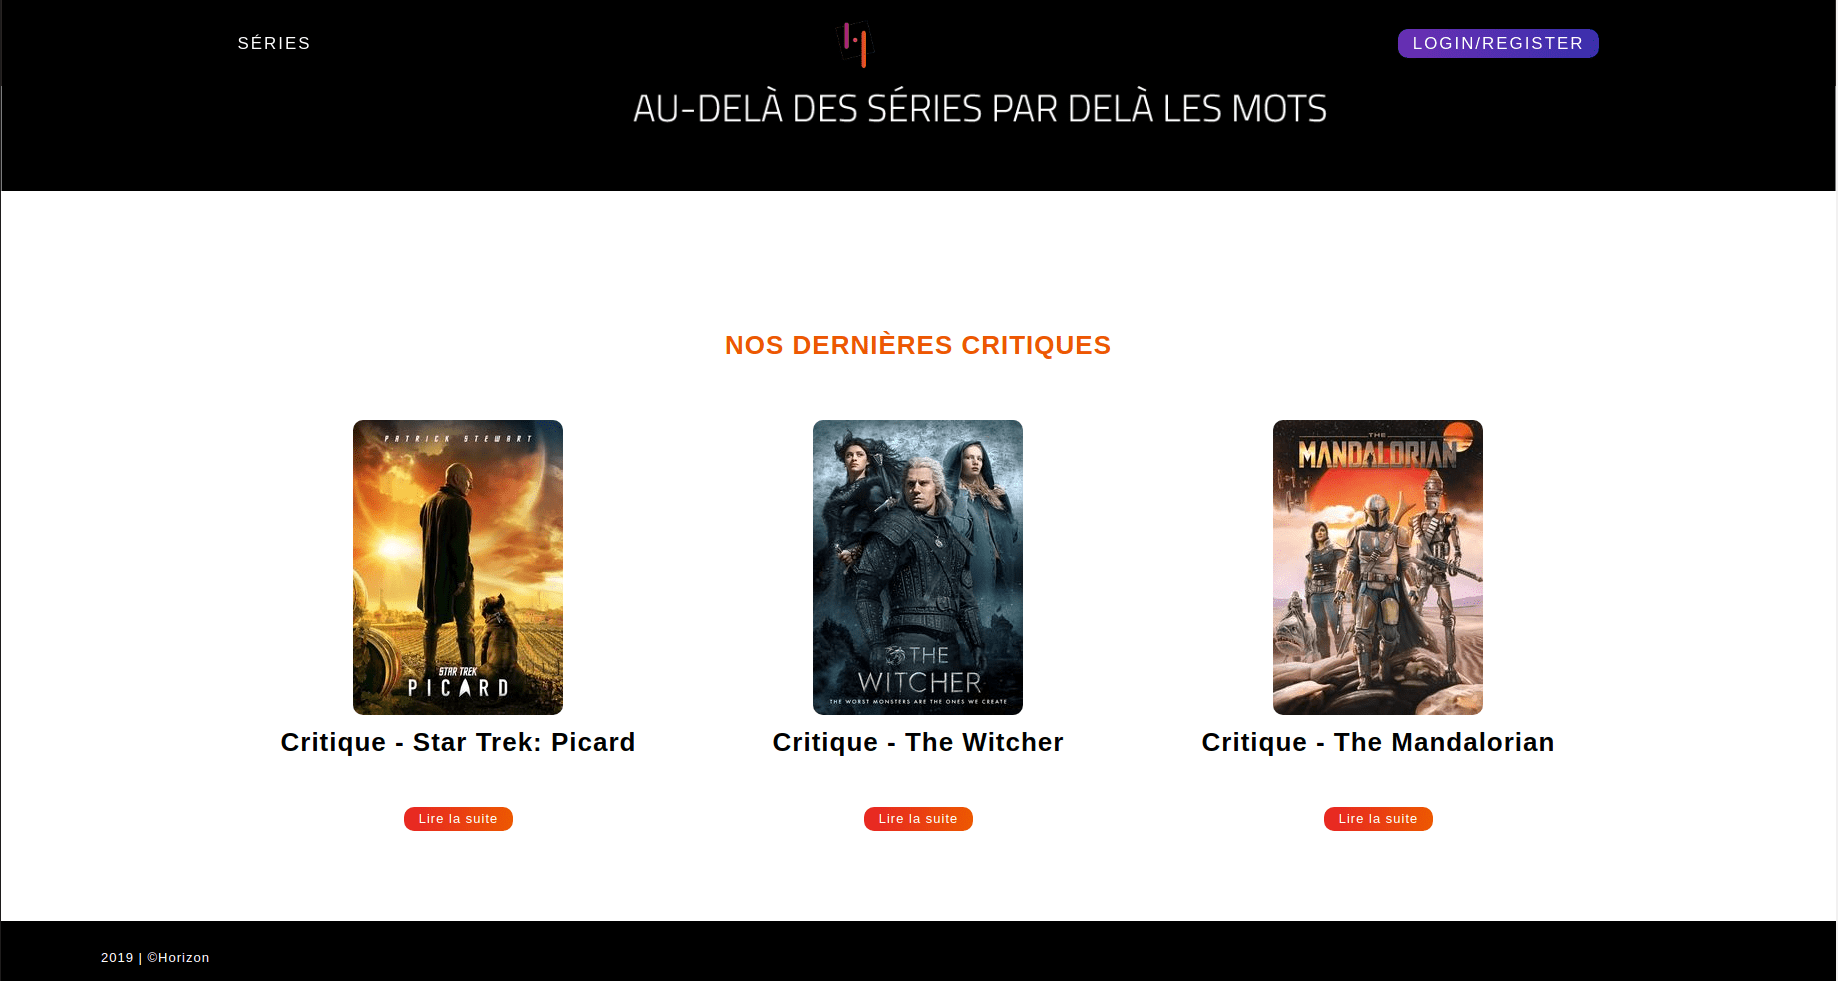 SÉRIES
LOGIN/REGISTER
AU-DELÀ DES SÉRIES PAR DELÀ LES MOTS
NOS DERNIÈRES CRITIQUES
PATRICK STEWART
STAR TREK
PICARD
THE
WITCHER
THE WORST MONSTERS ARE THE ONES WE CREATE
THE
MANDALORIAN
Critique - Star Trek: Picard
Critique - The Witcher
Critique - The Mandalorian
Lire la suite
Lire la suite
Lire la suite
2019 | ©Horizon